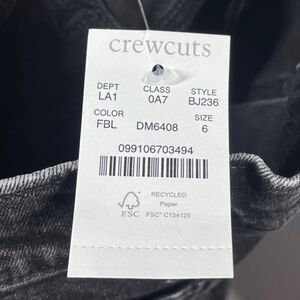 crewcuts
DEPT CLASS STYLE
LA1 0A7 BJ236
COLOR SIZE
FBL DM6408 6
099106703494
RECYCLED
Paper
FSC FSC® C134125